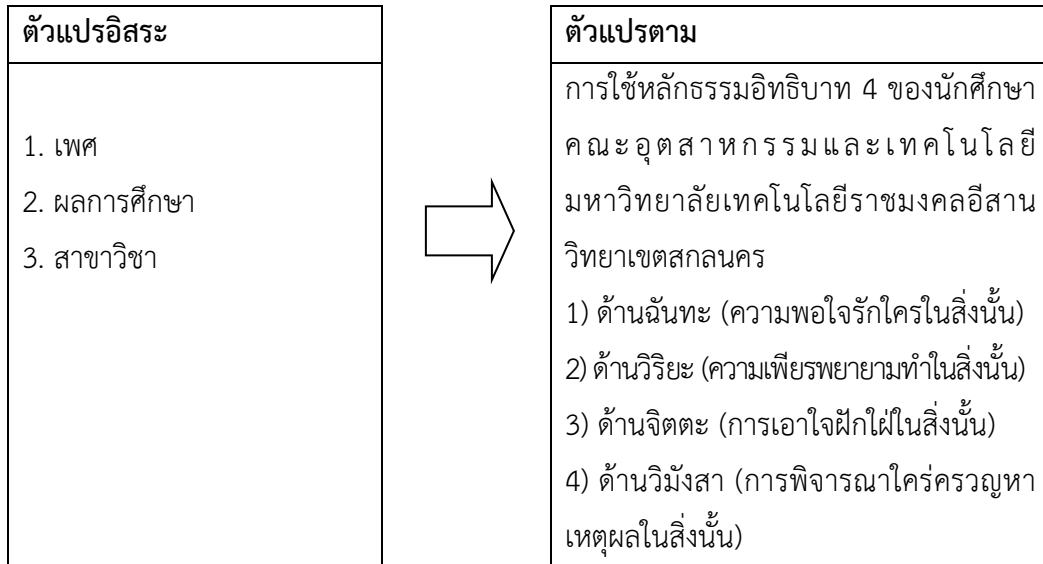 ตัวแปรอิสระ
1. เพศ
2. ผลการศึกษา
3. สาขาวิชา
ตัวแปรตาม
การใช้หลักธรรมอิทธิบาท 4 ของนักศึกษา
คณะอุตสาหกรรมและเทคโนโลยี
มหาวิทยาลัยเทคโนโลยีราชมงคลอีสาน
วิทยาเขตสกลนคร
1) ด้านฉันทะ (ความพอใจรักใคร่ในสิ่งนั้น)
2) ด้านวิริยะ (ความเพียรพยายามทำในสิ่งนั้น)
3) ด้านจิตตะ (การเอาใจฝักใฝ่ในสิ่งนั้น)
4) ด้านวิมังสา (การพิจารณาใคร่ครวญหา
เหตุผลในสิ่งนั้น)